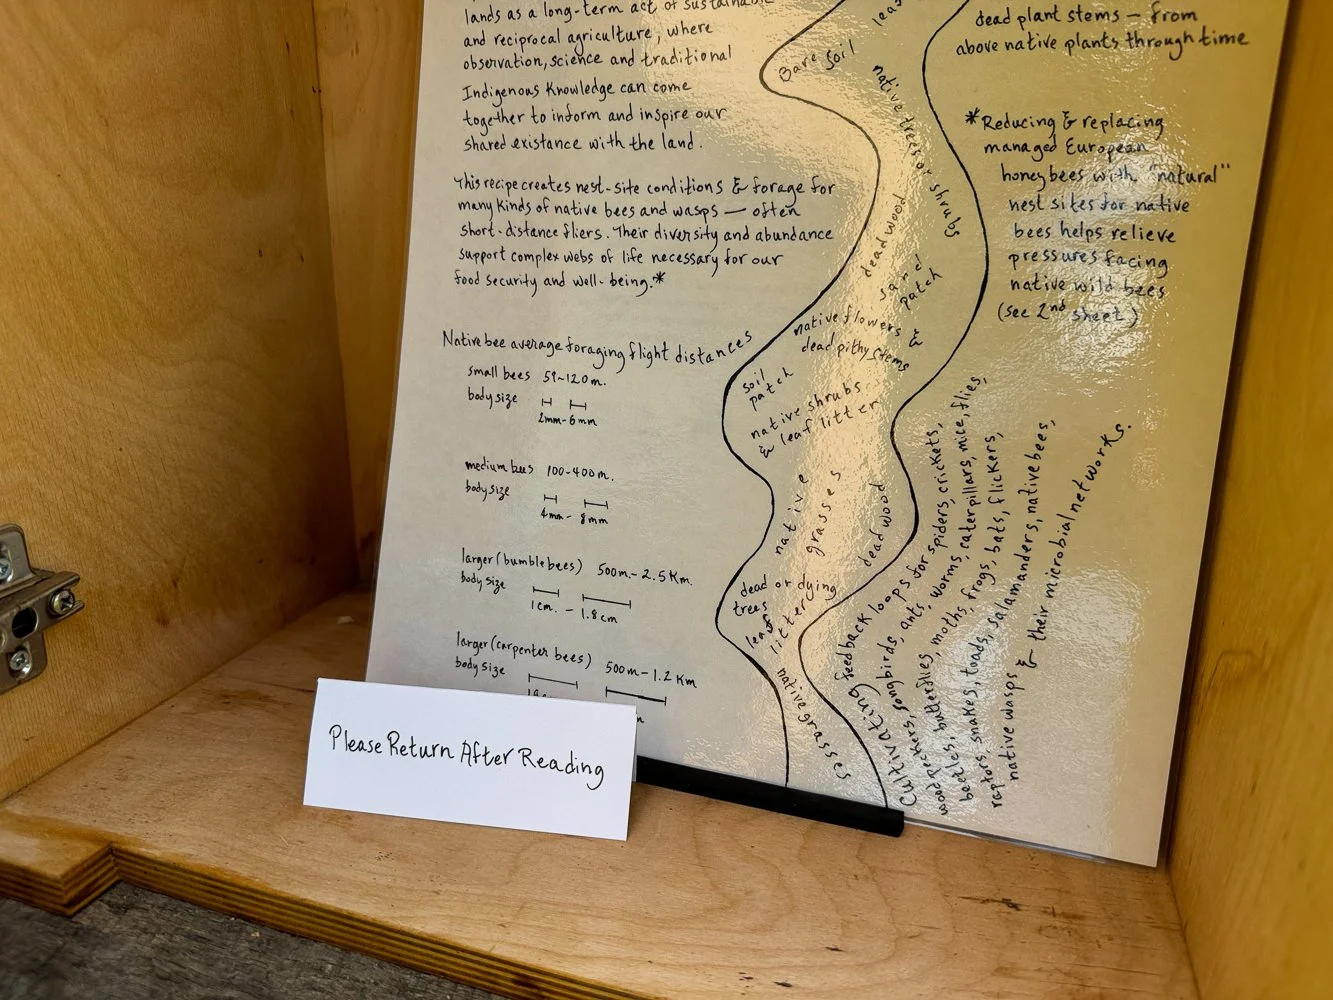 lands as a long-term act of sustainable
and reciprocal agriculture, where
observation, science and traditional
Indigenous Knowledge can come
together to inform and inspire our
shared existance with the land.
This recipe creates nest-site conditions & forage for
many kinds of native bees and wasps — often
short-distance fliers. Their diversity and abundance
support complex webs of life necessary for our
food security and well-being.*
Native bee average foraging flight distances
small bees 59-120m.
body size
2mm-6mm
medium bees 100-400m.
body size
4mm - 8mm
larger (bumblebees) 500m.-2.5 Km.
body size
1cm. - 1.8cm
larger (carpenter bees) 500m-1.2 Km
body size
Bare Soil
native trees or shrubs
dead wood
sand
patch
native flowers &
dead pithy stems
soil
patch
native shrubs
& leaf litter
native
grasses
dead wood
dead or dying
trees
leaf litter
native grasses
dead plant stems — from
above native plants through time
*Reducing & replacing
managed European
honeybees with "natural"
nest sites for native
bees helps relieve
pressures facing
native wild bees
(see 2nd sheet)
Cultivating feedback loops for spiders, crickets,
woodpeckers, songbirds, ants, worms, caterpillars, mice, flies,
beetles, butterflies, moths, frogs, bats, flickers,
raptors, snakes, toads, salamanders, native bees,
native wasps & their microbial networks.
Please Return After Reading